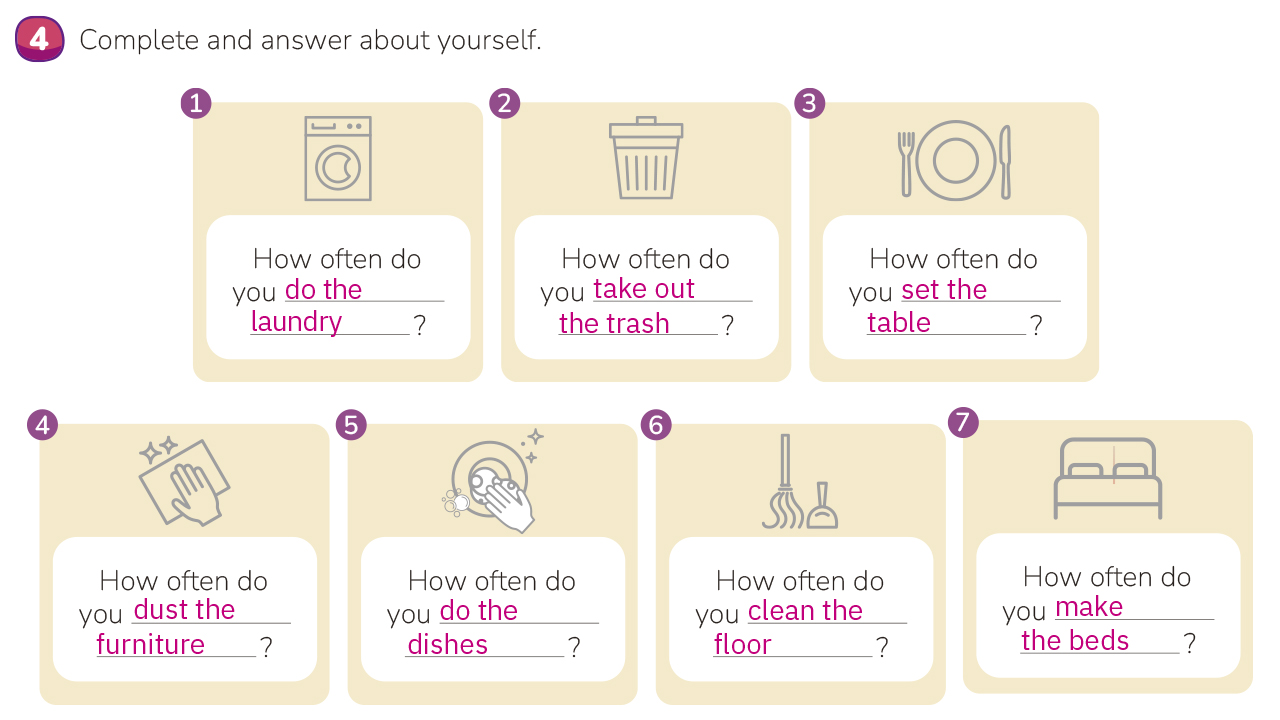 4 Complete and answer about yourself.
1
2
3
How often do
you do the
laundry ?
How often do
you take out
the trash ?
How often do
you set the
table ?
4
5
6
7
How often do
you dust the
furniture ?
How often do
you do the
dishes ?
How often do
you clean the
floor ?
How often do
you make
the beds ?